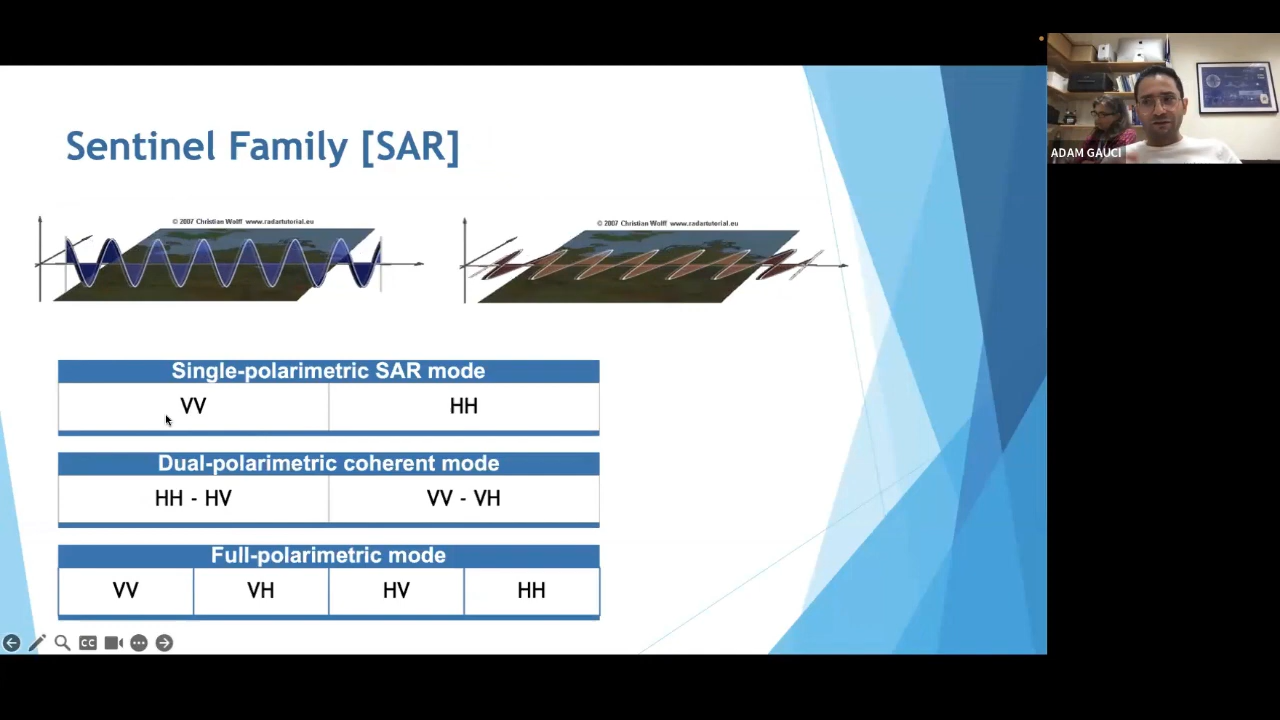 Sentinel Family [SAR]
© 2007 Christian Wolff www.radartutorial.eu
© 2007 Christian Wolff www.radartutorial.eu
Single-polarimetric SAR mode
VV HH
Dual-polarimetric coherent mode
HH - HV VV - VH
Full-polarimetric mode
VV VH HV HH
CC
ADAM GAUCI